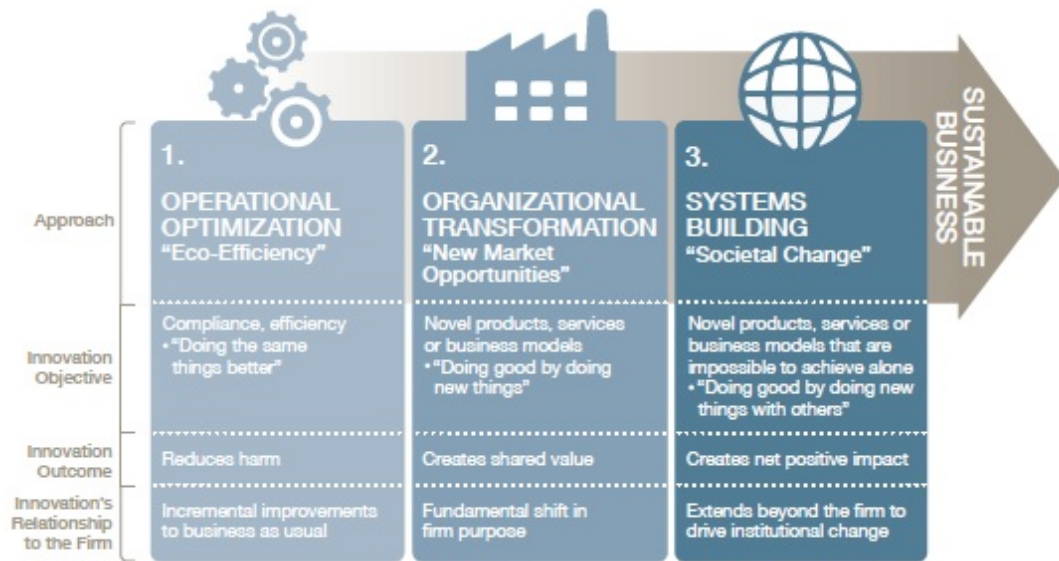 SUSTAINABLE
BUSINESS
Approach
1.
OPERATIONAL
OPTIMIZATION
“Eco-Efficiency”
2.
ORGANIZATIONAL
TRANSFORMATION
“New Market
Opportunities”
3.
SYSTEMS
BUILDING
“Societal Change”
Innovation
Objective
Compliance, efficiency
• “Doing the same
things better”
Novel products, services
or business models
• “Doing good by doing
new things”
Novel products, services or
business models that are
impossible to achieve alone
• “Doing good by doing new
things with others”
Innovation
Outcome
Reduces harm
Creates shared value
Creates net positive impact
Innovation’s
Relationship
to the Firm
Incremental improvements
to business as usual
Fundamental shift in
firm purpose
Extends beyond the firm to
drive institutional change